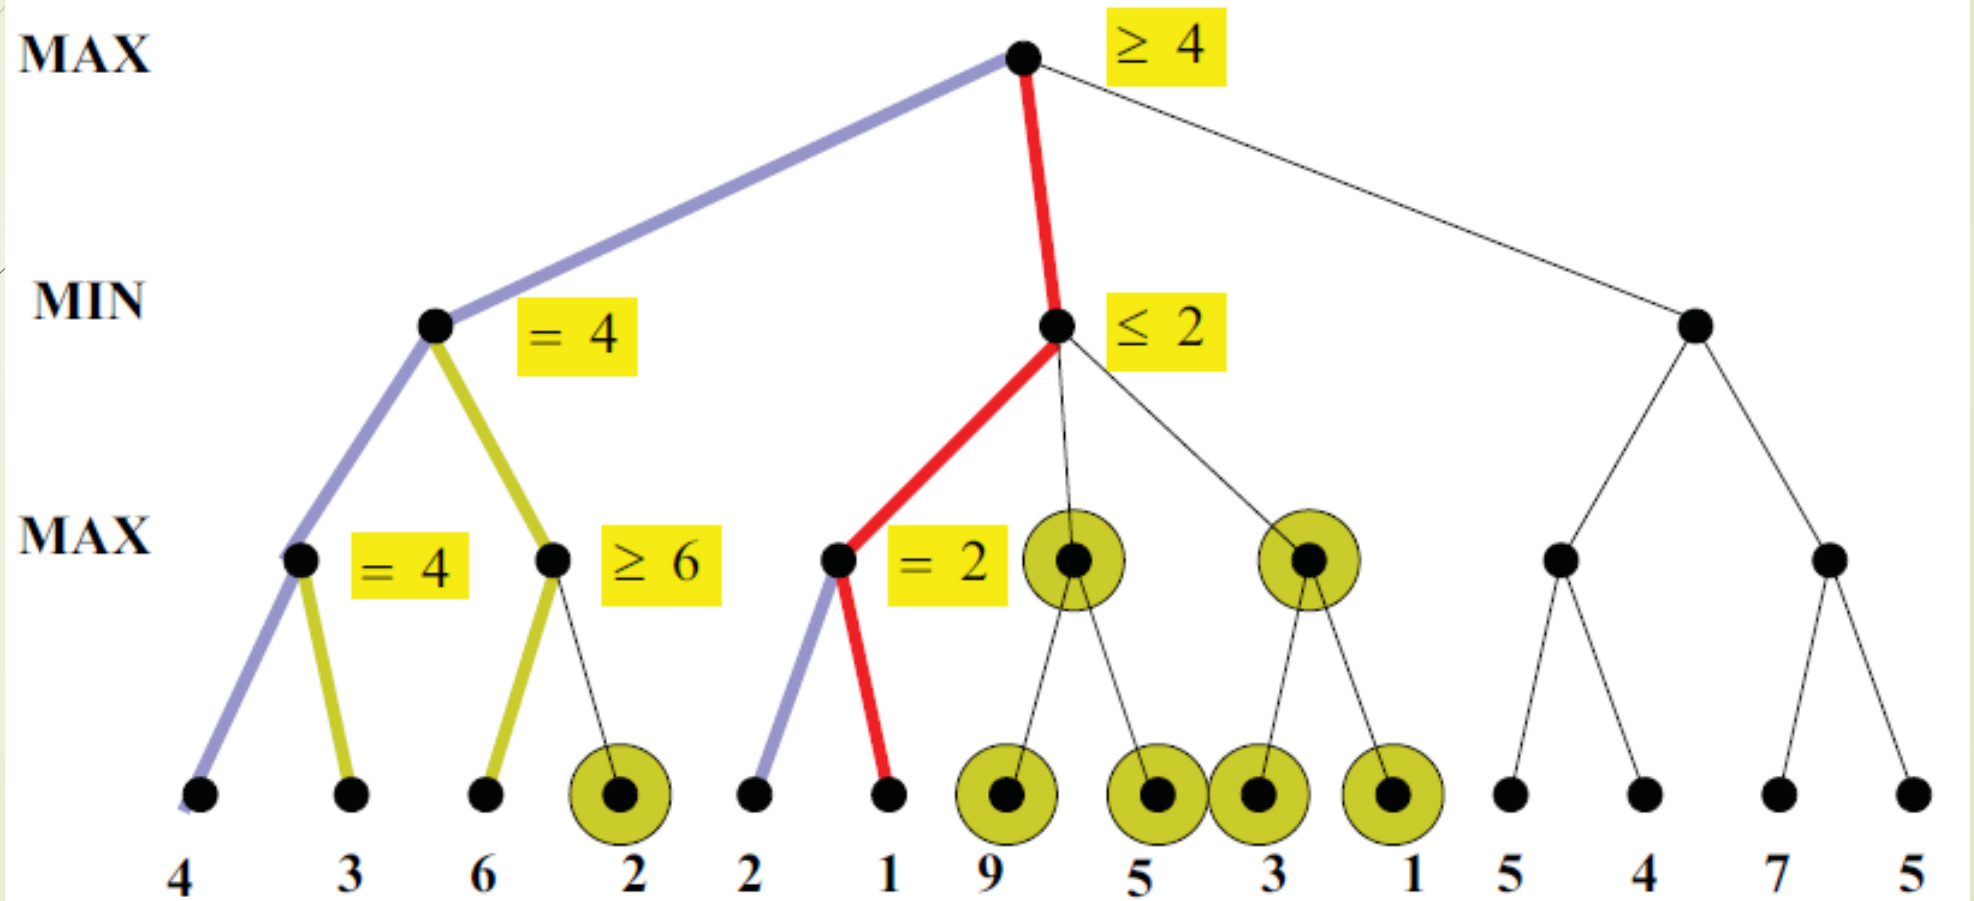 MAX
≥ 4
MIN
= 4
≤ 2
MAX
= 4
≥ 6
= 2
4 3 6 2 2 1 9 5 3 1 5 4 7 5